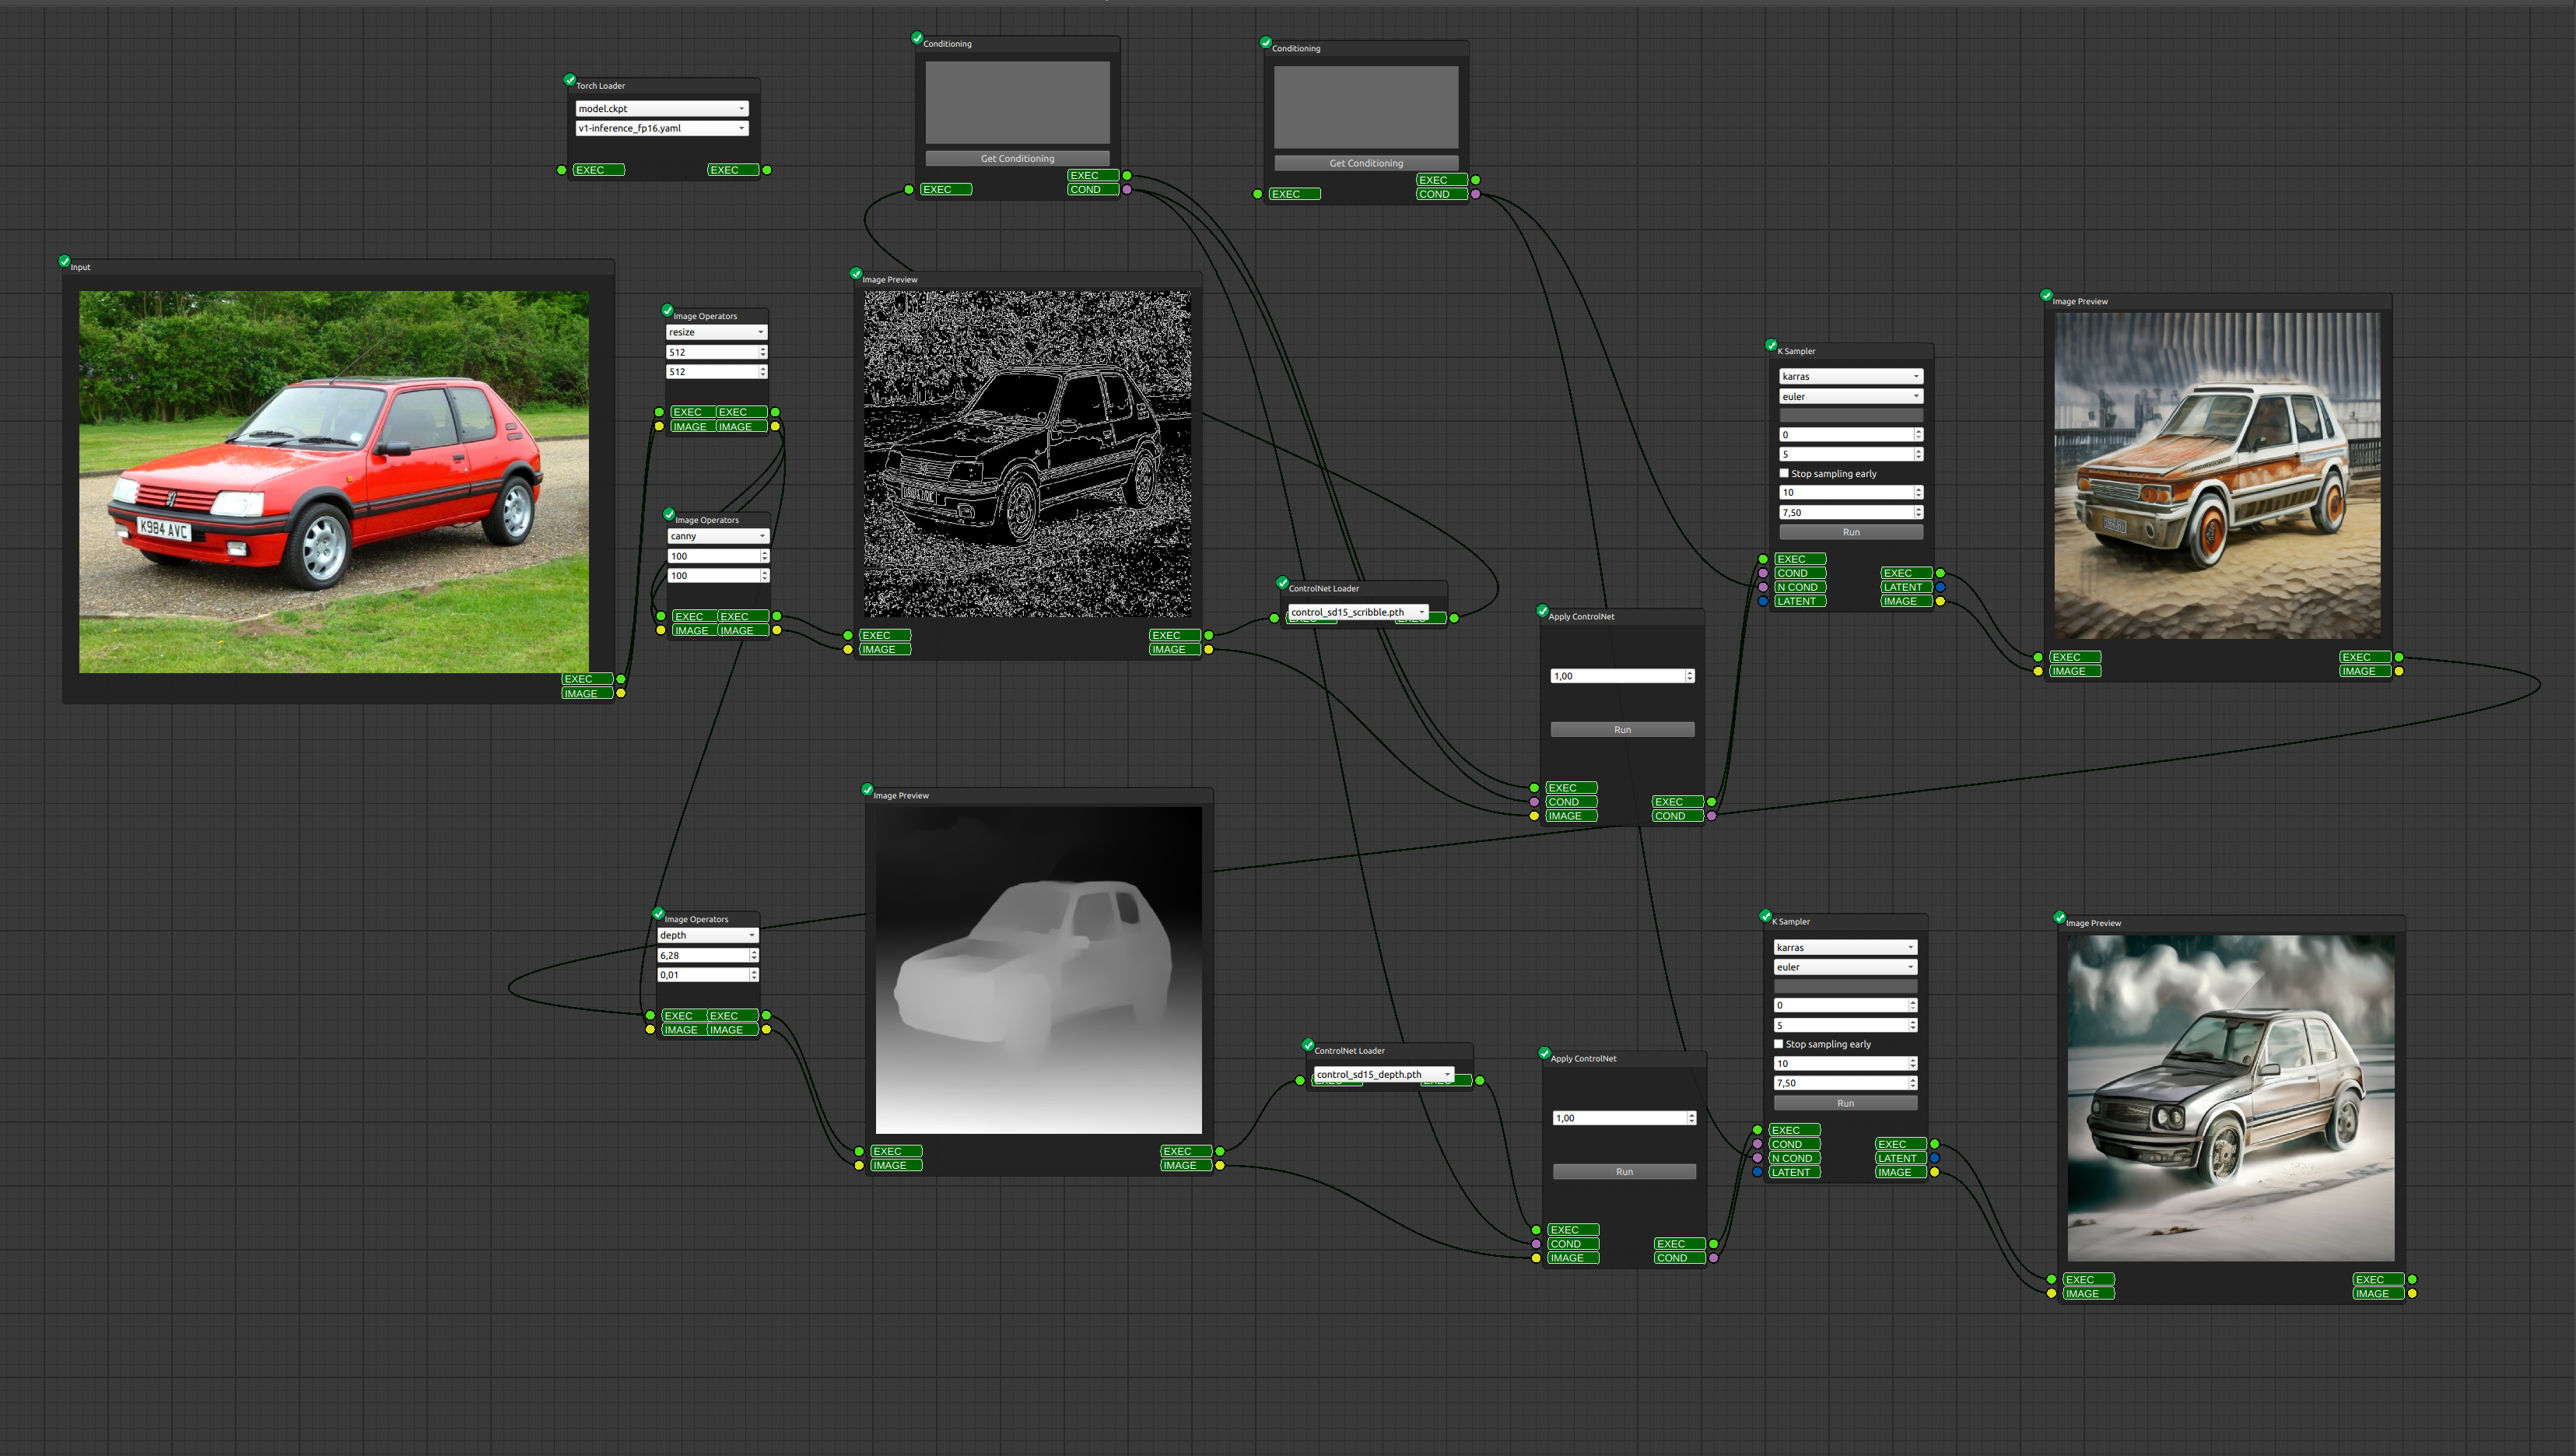 Torch Loader
model.ckpt
v1-inference_fp16.yaml
EXEC EXEC
Conditioning
Get Conditioning
EXEC
EXEC COND
Conditioning
Get Conditioning
EXEC
EXEC COND
Input
K984 AVC
EXEC
IMAGE
Image Operators
resize
512
512
EXEC EXEC
IMAGE IMAGE
Image Operators
canny
100
100
EXEC EXEC
IMAGE IMAGE
Image Preview
EXEC EXEC
IMAGE IMAGE
ControlNet Loader
control_sd15_scribble.pth
EXEC EXEC
Apply ControlNet
1,00
Run
EXEC
COND EXEC
IMAGE COND
K Sampler
karras
euler
0
5
Stop sampling early
10
7,50
Run
EXEC
COND EXEC
N COND LATENT
LATENT IMAGE
Image Preview
EXEC EXEC
IMAGE IMAGE
Image Operators
depth
6,28
0,01
EXEC EXEC
IMAGE IMAGE
Image Preview
EXEC EXEC
IMAGE IMAGE
ControlNet Loader
control_sd15_depth.pth
EXEC EXEC
Apply ControlNet
1,00
Run
EXEC
COND EXEC
IMAGE COND
K Sampler
karras
euler
0
5
Stop sampling early
10
7,50
Run
EXEC
COND EXEC
N COND LATENT
LATENT IMAGE
Image Preview
EXEC EXEC
IMAGE IMAGE